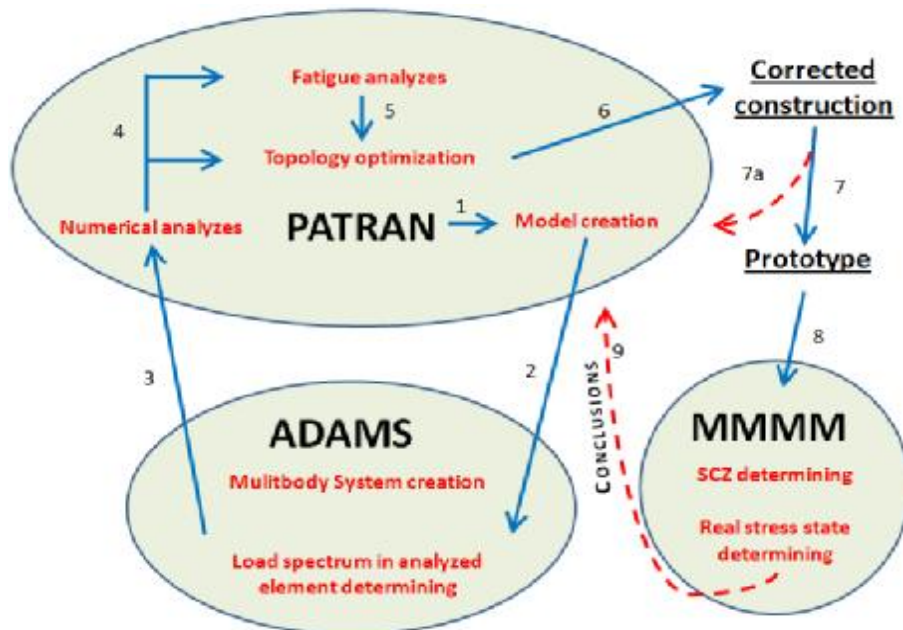 Fatigue analyzes
4
5
6
Topology optimization
Corrected
construction
7a
7
Numerical analyzes
PATRAN
1
Model creation
Prototype
8
2
3
9
CONCLUSIONS
ADAMS
Mulitbody System creation
Load spectrum in analyzed
element determining
MMMM
SCZ determining
Real stress state
determining